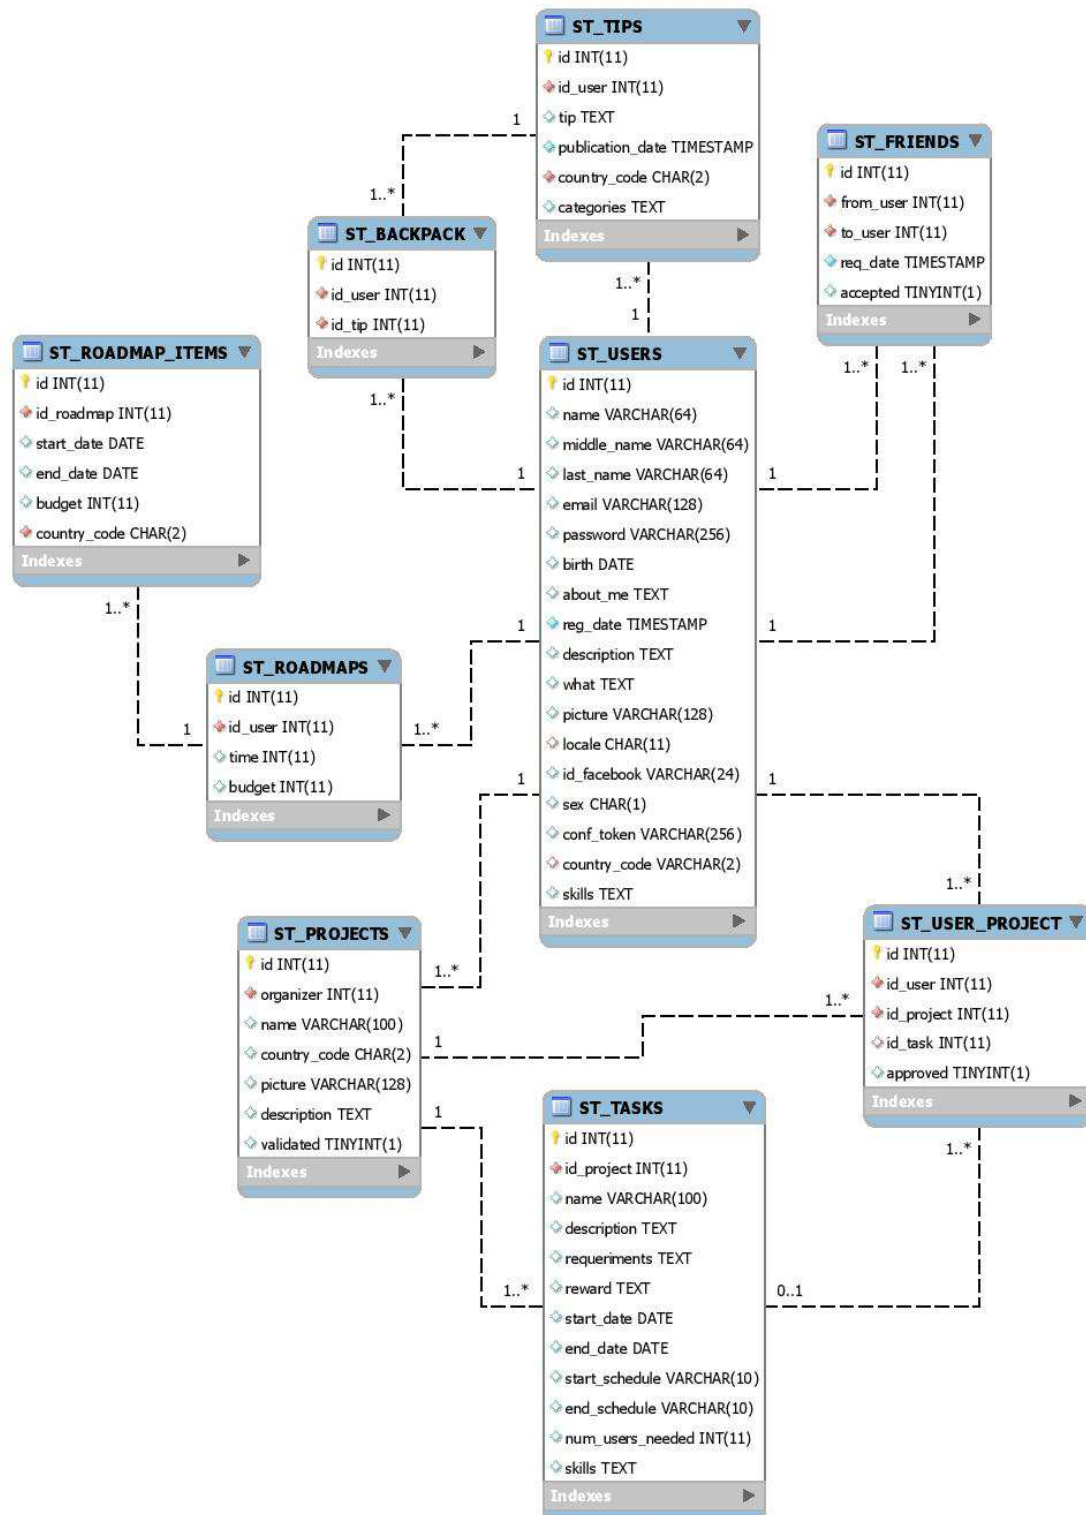 ST_TIPS
id INT(11)
id_user INT(11)
tip TEXT
publication_date TIMESTAMP
country_code CHAR(2)
categories TEXT
Indexes
1
1..*
1..*
1
ST_FRIENDS
id INT(11)
from_user INT(11)
to_user INT(11)
req_date TIMESTAMP
accepted TINYINT(1)
Indexes
1..*
1..*
1
1
ST_BACKPACK
id INT(11)
id_user INT(11)
id_tip INT(11)
Indexes
1..*
1
ST_ROADMAP_ITEMS
id INT(11)
id_roadmap INT(11)
start_date DATE
end_date DATE
budget INT(11)
country_code CHAR(2)
Indexes
1..*
1
ST_USERS
id INT(11)
name VARCHAR(64)
middle_name VARCHAR(64)
last_name VARCHAR(64)
email VARCHAR(128)
password VARCHAR(256)
birth DATE
about_me TEXT
reg_date TIMESTAMP
description TEXT
what TEXT
picture VARCHAR(128)
locale CHAR(11)
id_facebook VARCHAR(24)
sex CHAR(1)
conf_token VARCHAR(256)
country_code VARCHAR(2)
skills TEXT
Indexes
ST_ROADMAPS
id INT(11)
id_user INT(11)
time INT(11)
budget INT(11)
Indexes
1..*
1
1
1..*
1
1..*
ST_PROJECTS
id INT(11)
organizer INT(11)
name VARCHAR(100)
country_code CHAR(2)
picture VARCHAR(128)
description TEXT
validated TINYINT(1)
Indexes
1
1..*
1
1..*
ST_USER_PROJECT
id INT(11)
id_user INT(11)
id_project INT(11)
id_task INT(11)
approved TINYINT(1)
Indexes
1..*
0..1
ST_TASKS
id INT(11)
id_project INT(11)
name VARCHAR(100)
description TEXT
requeriments TEXT
reward TEXT
start_date DATE
end_date DATE
start_schedule VARCHAR(10)
end_schedule VARCHAR(10)
num_users_needed INT(11)
skills TEXT
Indexes